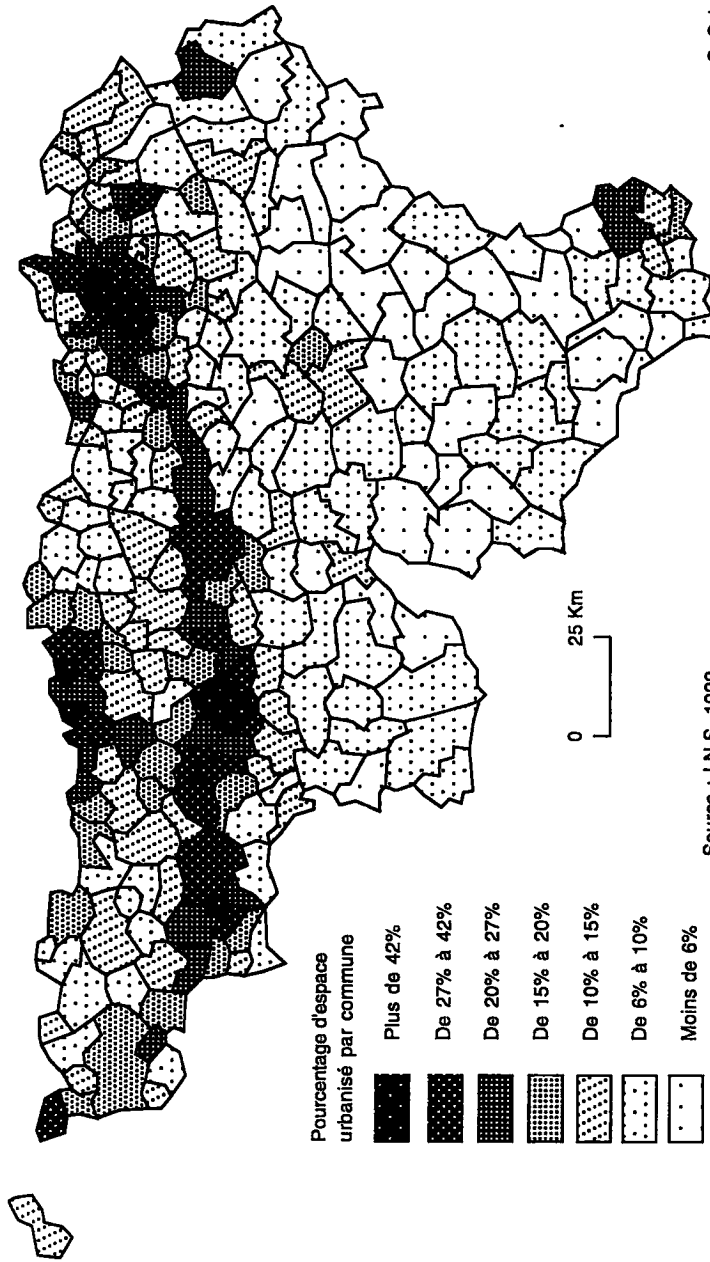 Pourcentage d'espace
urbanisé par commune
Plus de 42%
De 27% à 42%
De 20% à 27%
De 15% à 20%
De 10% à 15%
De 6% à 10%
Moins de 6%
0 25 Km
Source : I.N.S.